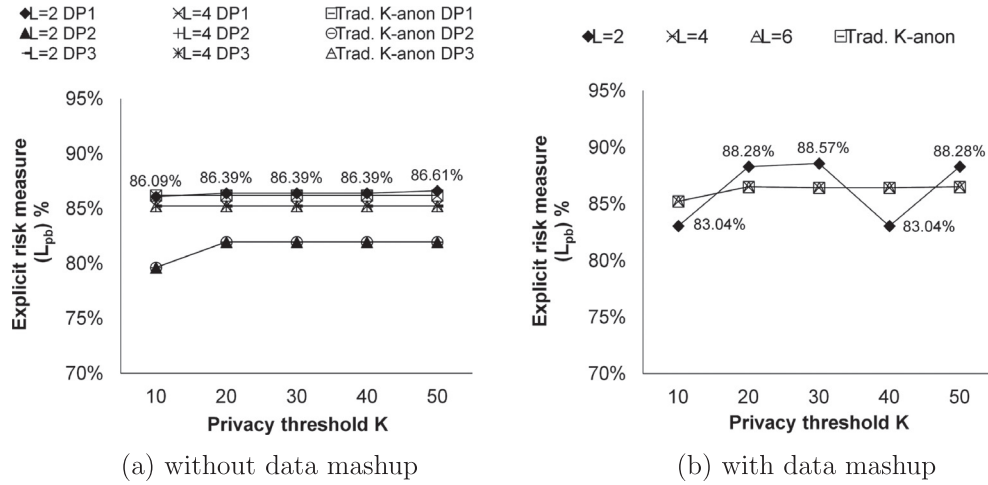 L=2 DP1 L=4 DP1 Trad. K-anon DP1
L=2 DP2 L=4 DP2 Trad. K-anon DP2
L=2 DP3 L=4 DP3 Trad. K-anon DP3
Explicit risk measure
(Lpb) %
95%
90%
85%
80%
75%
70%
86.09% 86.39% 86.39% 86.39% 86.61%
10 20 30 40 50
Privacy threshold K
(a) without data mashup
L=2 L=4 L=6 Trad. K-anon
Explicit risk measure
(Lpb) %
95%
90%
85%
80%
75%
70%
88.28% 88.57% 88.28%
83.04% 83.04%
10 20 30 40 50
Privacy threshold K
(b) with data mashup